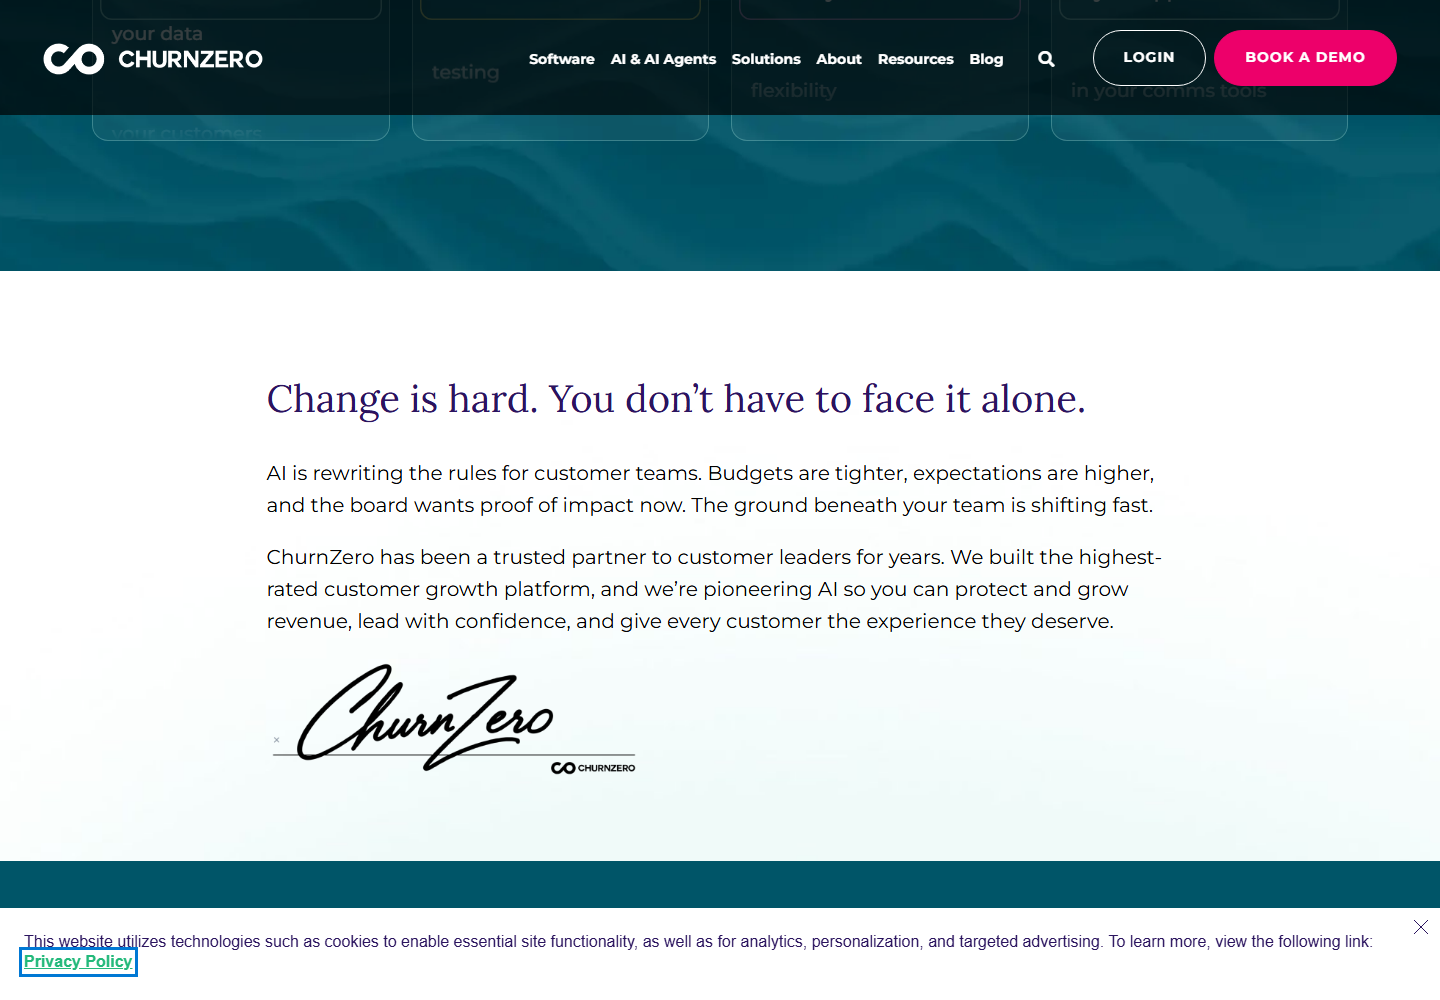 your data
CHURNZERO
Software AI & AI Agents Solutions About Resources Blog
LOGIN
BOOK A DEMO
testing
flexibility
in your comms tools
your customers
Change is hard. You don’t have to face it alone.
AI is rewriting the rules for customer teams. Budgets are tighter, expectations are higher,
and the board wants proof of impact now. The ground beneath your team is shifting fast.
ChurnZero has been a trusted partner to customer leaders for years. We built the highest-
rated customer growth platform, and we’re pioneering AI so you can protect and grow
revenue, lead with confidence, and give every customer the experience they deserve.
ChurnZero
×
CHURNZERO
This website utilizes technologies such as cookies to enable essential site functionality, as well as for analytics, personalization, and targeted advertising. To learn more, view the following link:
Privacy Policy